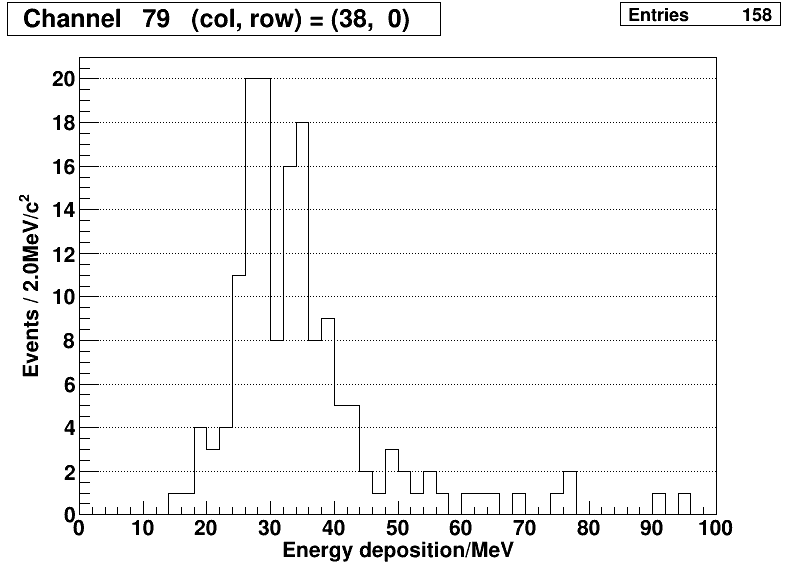 Channel 79 (col, row) = (38, 0)
Entries 158
Events / 2.0MeV/c²
20
18
16
14
12
10
8
6
4
2
0
0 10 20 30 40 50 60 70 80 90 100
Energy deposition/MeV